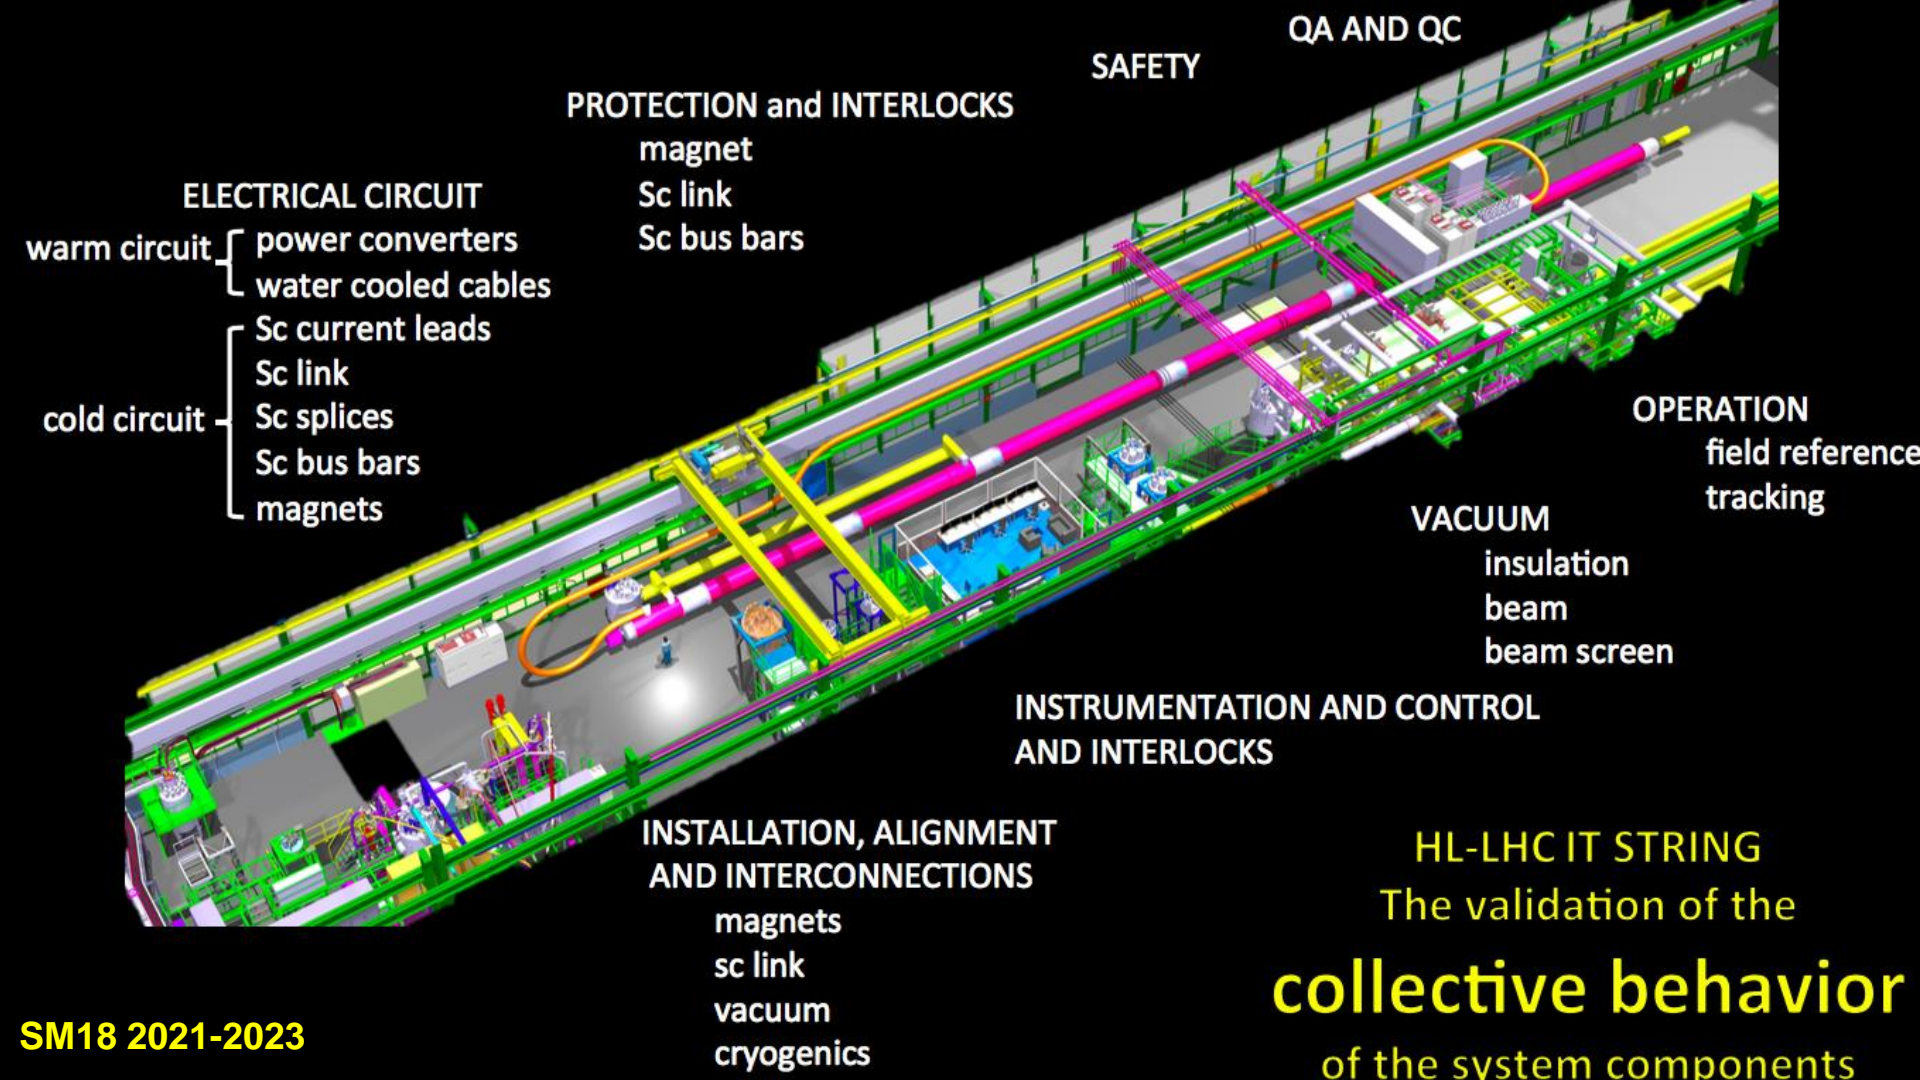 QA AND QC
SAFETY
PROTECTION and INTERLOCKS
magnet
Sc link
Sc bus bars
ELECTRICAL CIRCUIT
warm circuit
power converters
water cooled cables
cold circuit
Sc current leads
Sc link
Sc splices
Sc bus bars
magnets
OPERATION
field reference
tracking
VACUUM
insulation
beam
beam screen
INSTRUMENTATION AND CONTROL
AND INTERLOCKS
INSTALLATION, ALIGNMENT
AND INTERCONNECTIONS
magnets
sc link
vacuum
cryogenics
HL-LHC IT STRING
The validation of the
collective behavior
of the system components
SM18 2021-2023